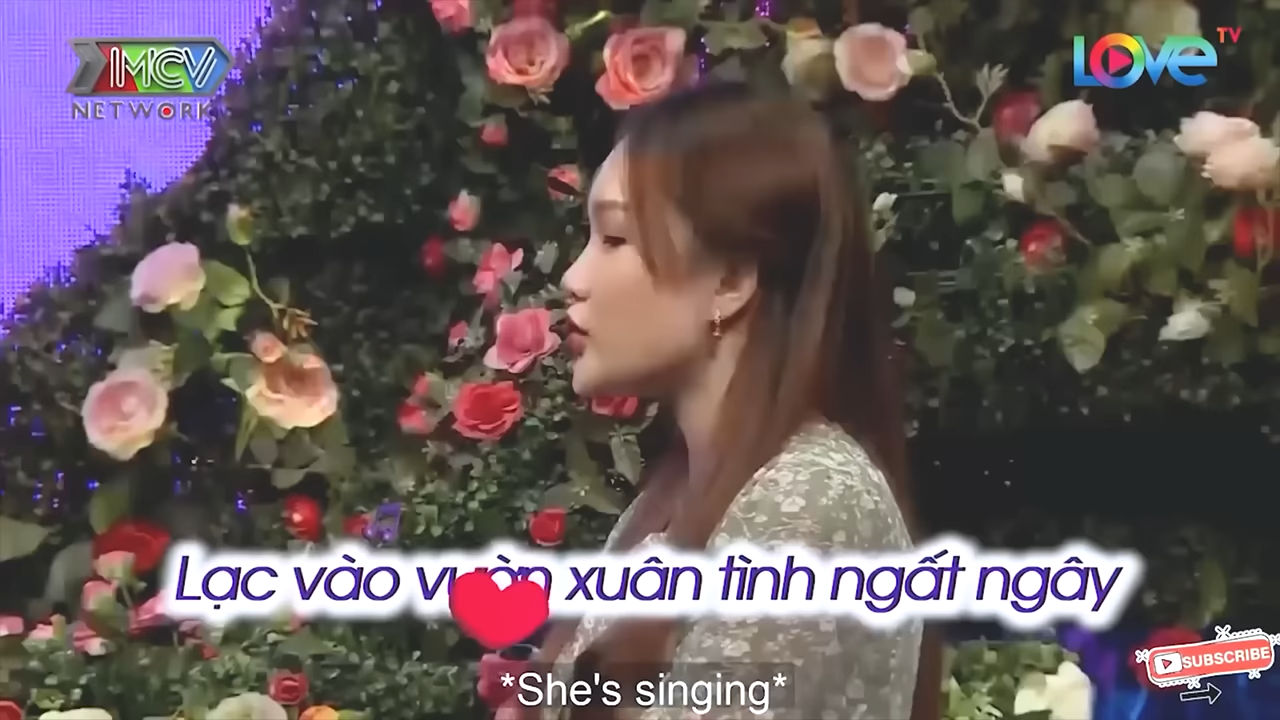 MCV
NETWORK
LOVE TV
Lạc vào vườn xuân tình ngất ngây
*She's singing*
SUBSCRIBE